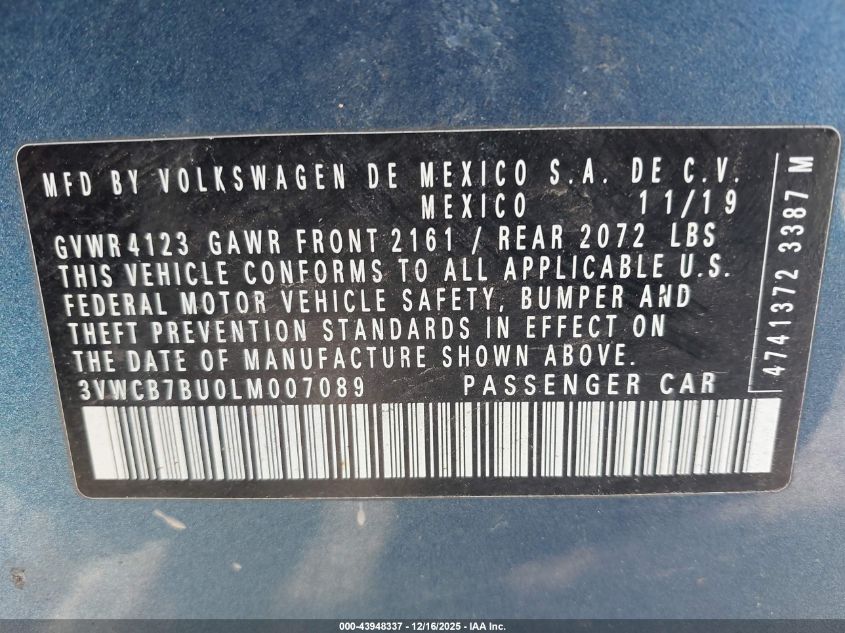 MFD BY VOLKSWAGEN DE MEXICO S.A. DE C.V.
MEXICO 11/19
GVWR 4123 GAWR FRONT 2161 / REAR 2072 LBS
THIS VEHICLE CONFORMS TO ALL APPLICABLE U.S.
FEDERAL MOTOR VEHICLE SAFETY, BUMPER AND
THEFT PREVENTION STANDARDS IN EFFECT ON
THE DATE OF MANUFACTURE SHOWN ABOVE.
3VWCB7BU0LM007089 PASSENGER CAR
4741372 3387 M
000-43948337 - 12/16/2025 - IAA Inc.